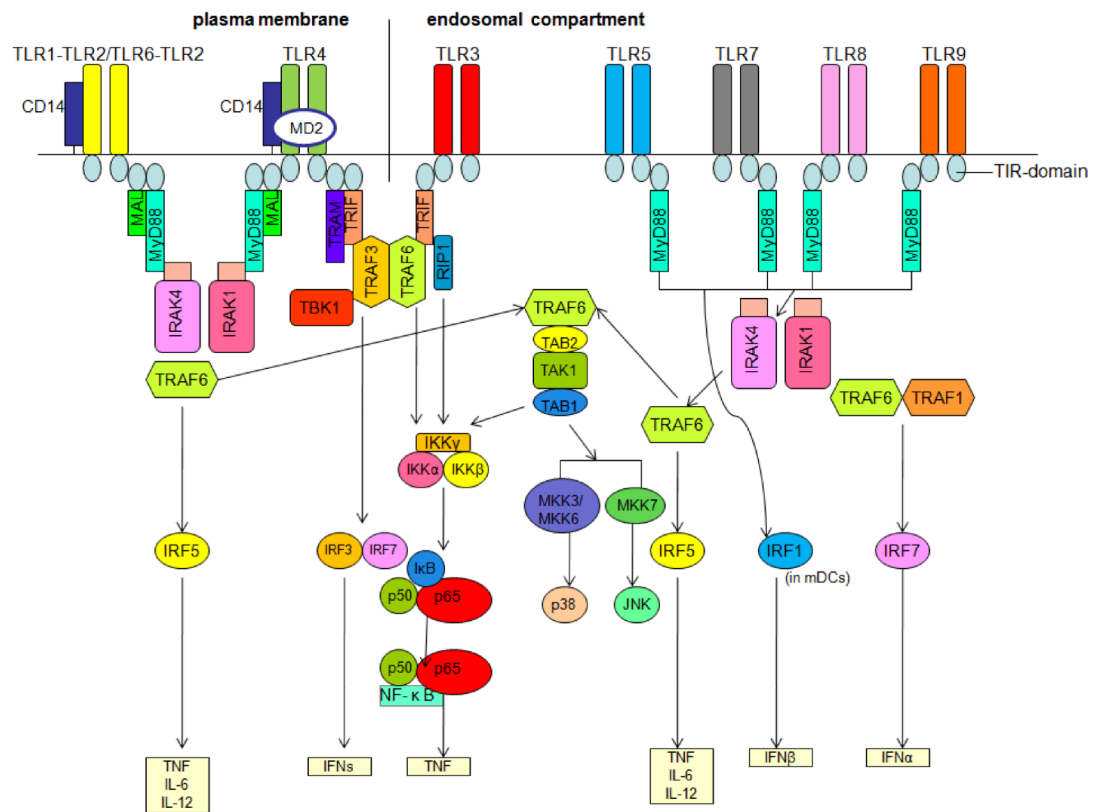 plasma membrane
endosomal compartment
TLR1-TLR2/TLR6-TLR2
TLR4
TLR3
TLR5
TLR7
TLR8
TLR9
CD14
CD14
MD2
TIR-domain
MAL
MyD88
MyD88
MAL
TRAM
TRIF
TRIF
MyD88
MyD88
MyD88
MyD88
TRAF3
TRAF6
RIP1
TBK1
IRAK4
IRAK1
TRAF6
TAB2
TAK1
TAB1
IRAK4
IRAK1
TRAF6
TRAF6
TRAF6
TRAF1
IKKγ
IKKα
IKKβ
MKK3/
MKK6
MKK7
IRF5
IRF3
IRF7
IκB
p50
p65
p38
JNK
IRF5
IRF1
(in mDCs)
IRF7
p50
p65
NF-κB
TNF
IL-6
IL-12
IFNs
TNF
TNF
IL-6
IL-12
IFNβ
IFNα